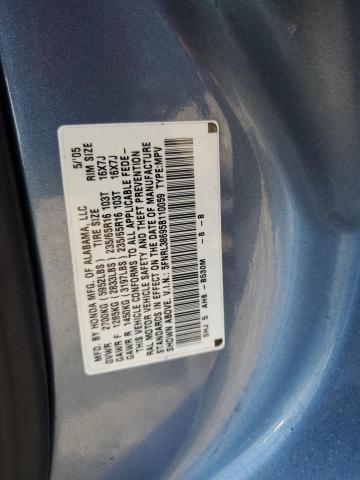 MFD. BY HONDA MFG. OF ALABAMA, LLC 5/05
TIRE SIZE RIM SIZE
GVWR 2700KG (5952LBS)
GAWR F 1285KG (2833LBS) 235/65R16 103T 16X7J
GAWR R 1450KG (3197LBS) 235/65R16 103T 16X7J
THIS VEHICLE CONFORMS TO ALL APPLICABLE FEDE-
RAL MOTOR VEHICLE SAFETY AND THEFT PREVENTION
STANDARDS IN EFFECT ON THE DATE OF MANUFACTURE
SHOWN ABOVE. V.I.N.: 5FNRL38695B110059 TYPE: MPV
SHJ 5 AH6 - B530M - B - B